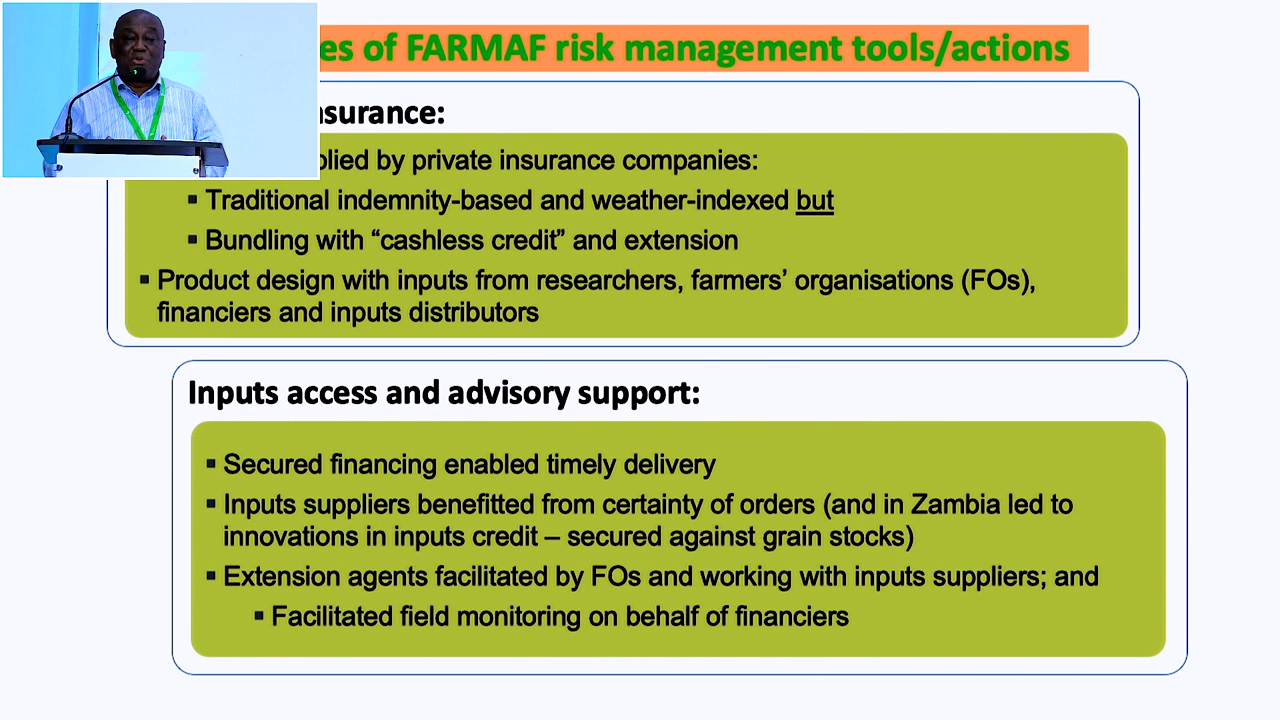 of FARMAF risk management tools/actions
plied by private insurance companies:
▪ Traditional indemnity-based and weather-indexed but
▪ Bundling with “cashless credit” and extension
▪ Product design with inputs from researchers, farmers’ organisations (FOs),
financiers and inputs distributors
Inputs access and advisory support:
▪ Secured financing enabled timely delivery
▪ Inputs suppliers benefitted from certainty of orders (and in Zambia led to
innovations in inputs credit – secured against grain stocks)
▪ Extension agents facilitated by FOs and working with inputs suppliers; and
▪ Facilitated field monitoring on behalf of financiers